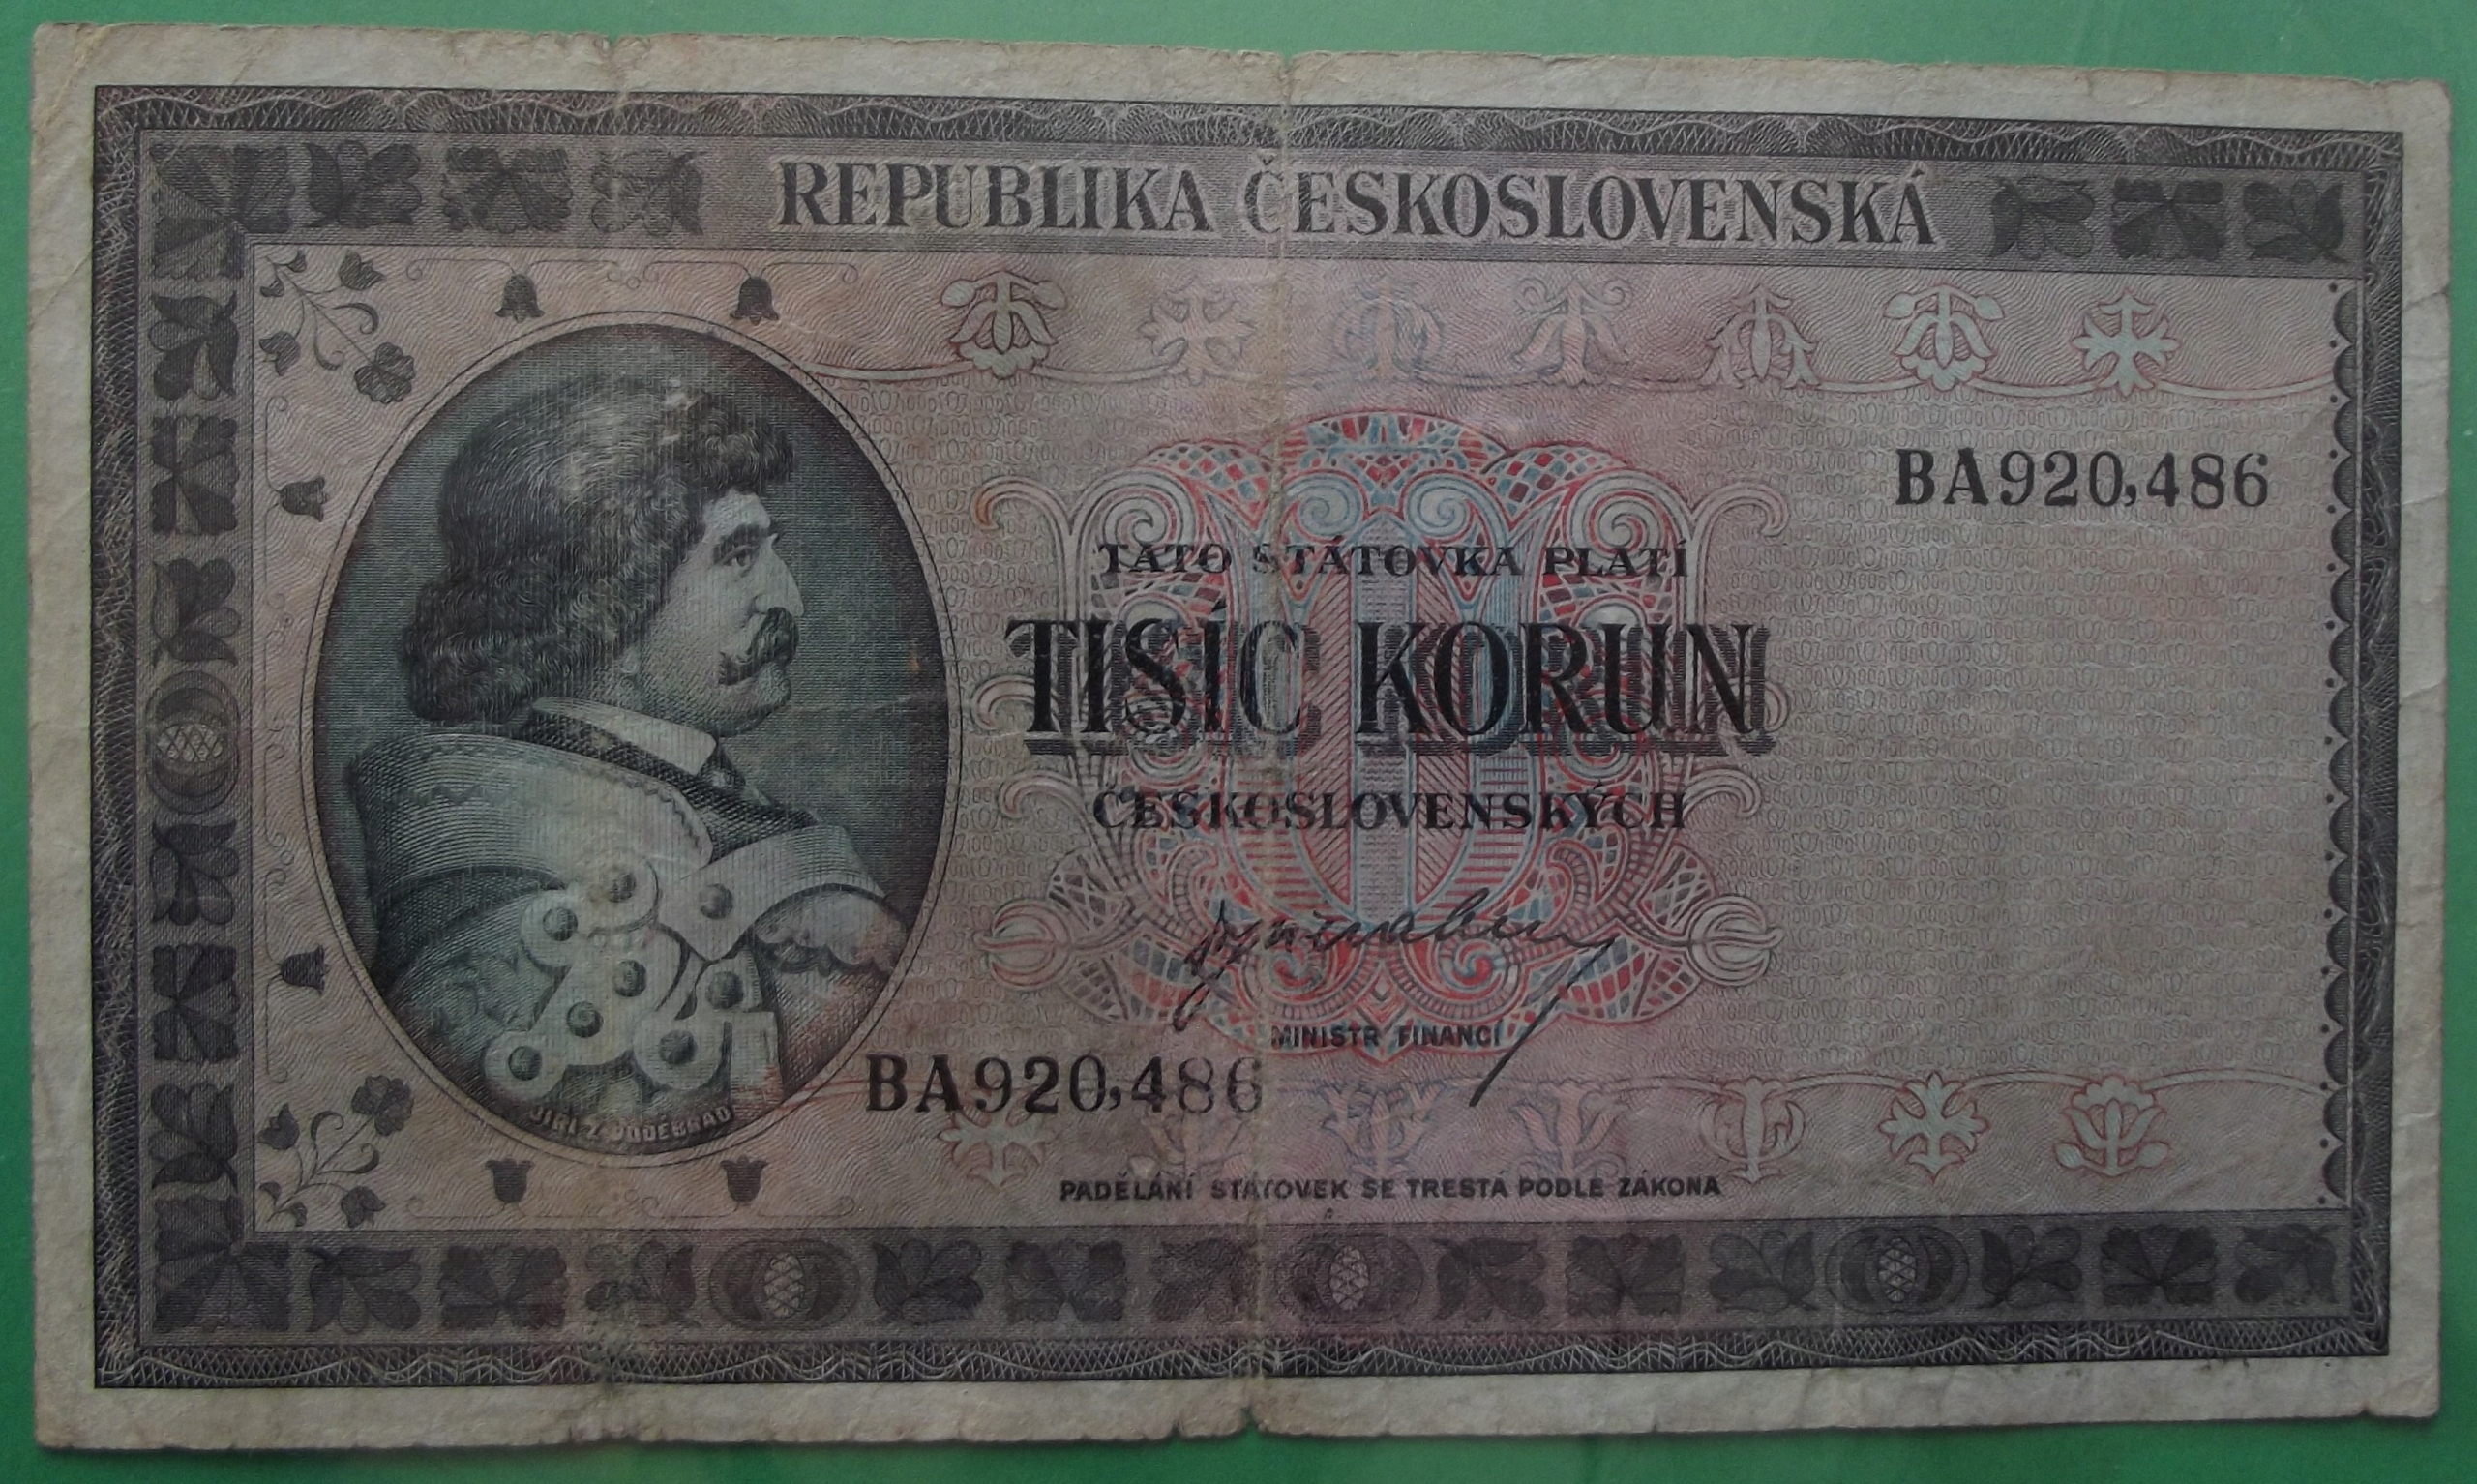 REPUBLIKA ČESKOSLOVENSKÁ
BA920,486
TATO STÁTOVKA PLATÍ
TISÍC KORUN
ČESKOSLOVENSKÝCH
MINISTR FINANCÍ
BA920,486
JIŘÍ Z PODĚBRAD
PADĚLÁNÍ STÁTOVEK SE TRESTÁ PODLE ZÁKONA